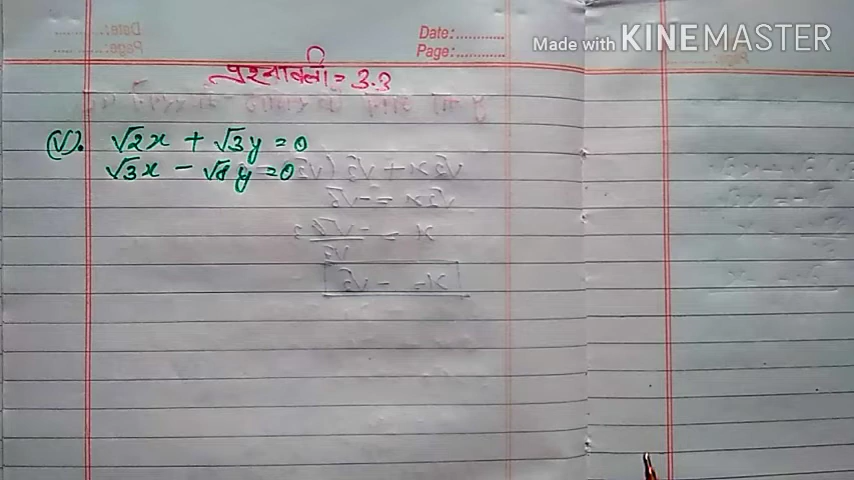 Made with KINEMASTER
Date:............
Page:............
प्रश्नावली = 3.3
(V). √2x + √3y = 0
√3x - √8y = 0